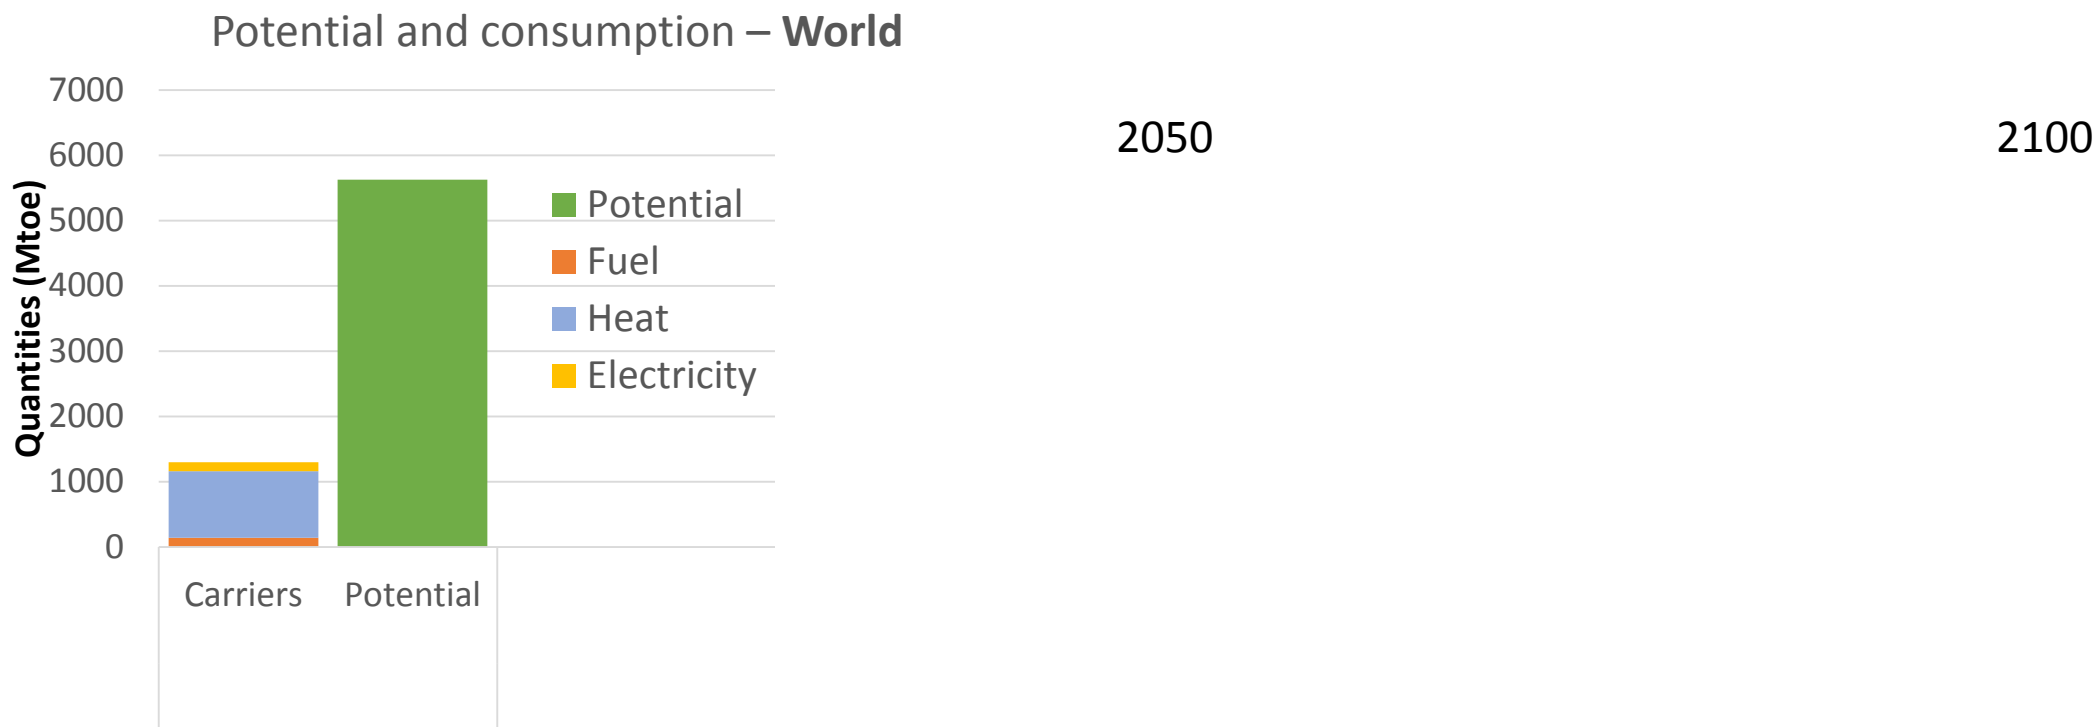 Potential and consumption – World
7000
6000
5000
4000
3000
2000
1000
0
Quantities (Mtoe)
Potential
Fuel
Heat
Electricity
Carriers
Potential
2050
2100